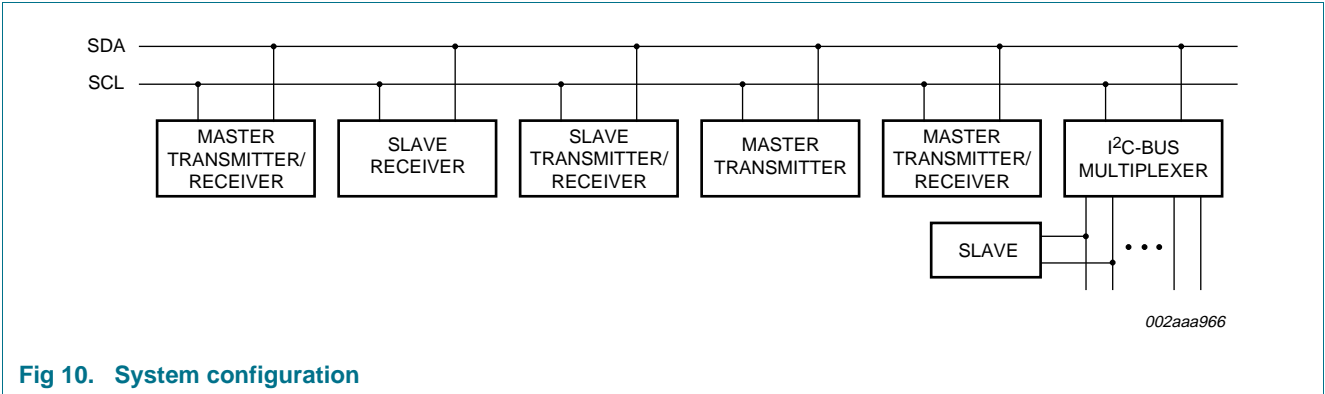 SDA
SCL
MASTER
TRANSMITTER/
RECEIVER
SLAVE
RECEIVER
SLAVE
TRANSMITTER/
RECEIVER
MASTER
TRANSMITTER
MASTER
TRANSMITTER/
RECEIVER
I²C-BUS
MULTIPLEXER
SLAVE
002aaa966
Fig 10. System configuration